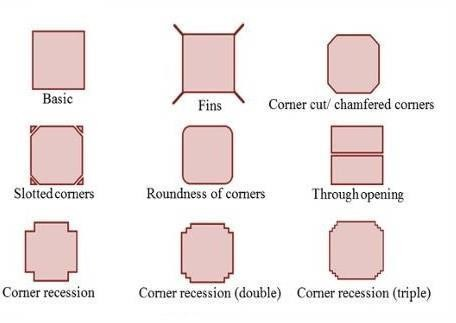 Basic
Fins
Corner cut/ chamfered corners
Slotted corners
Roundness of corners
Through opening
Corner recession
Corner recession (double)
Corner recession (triple)